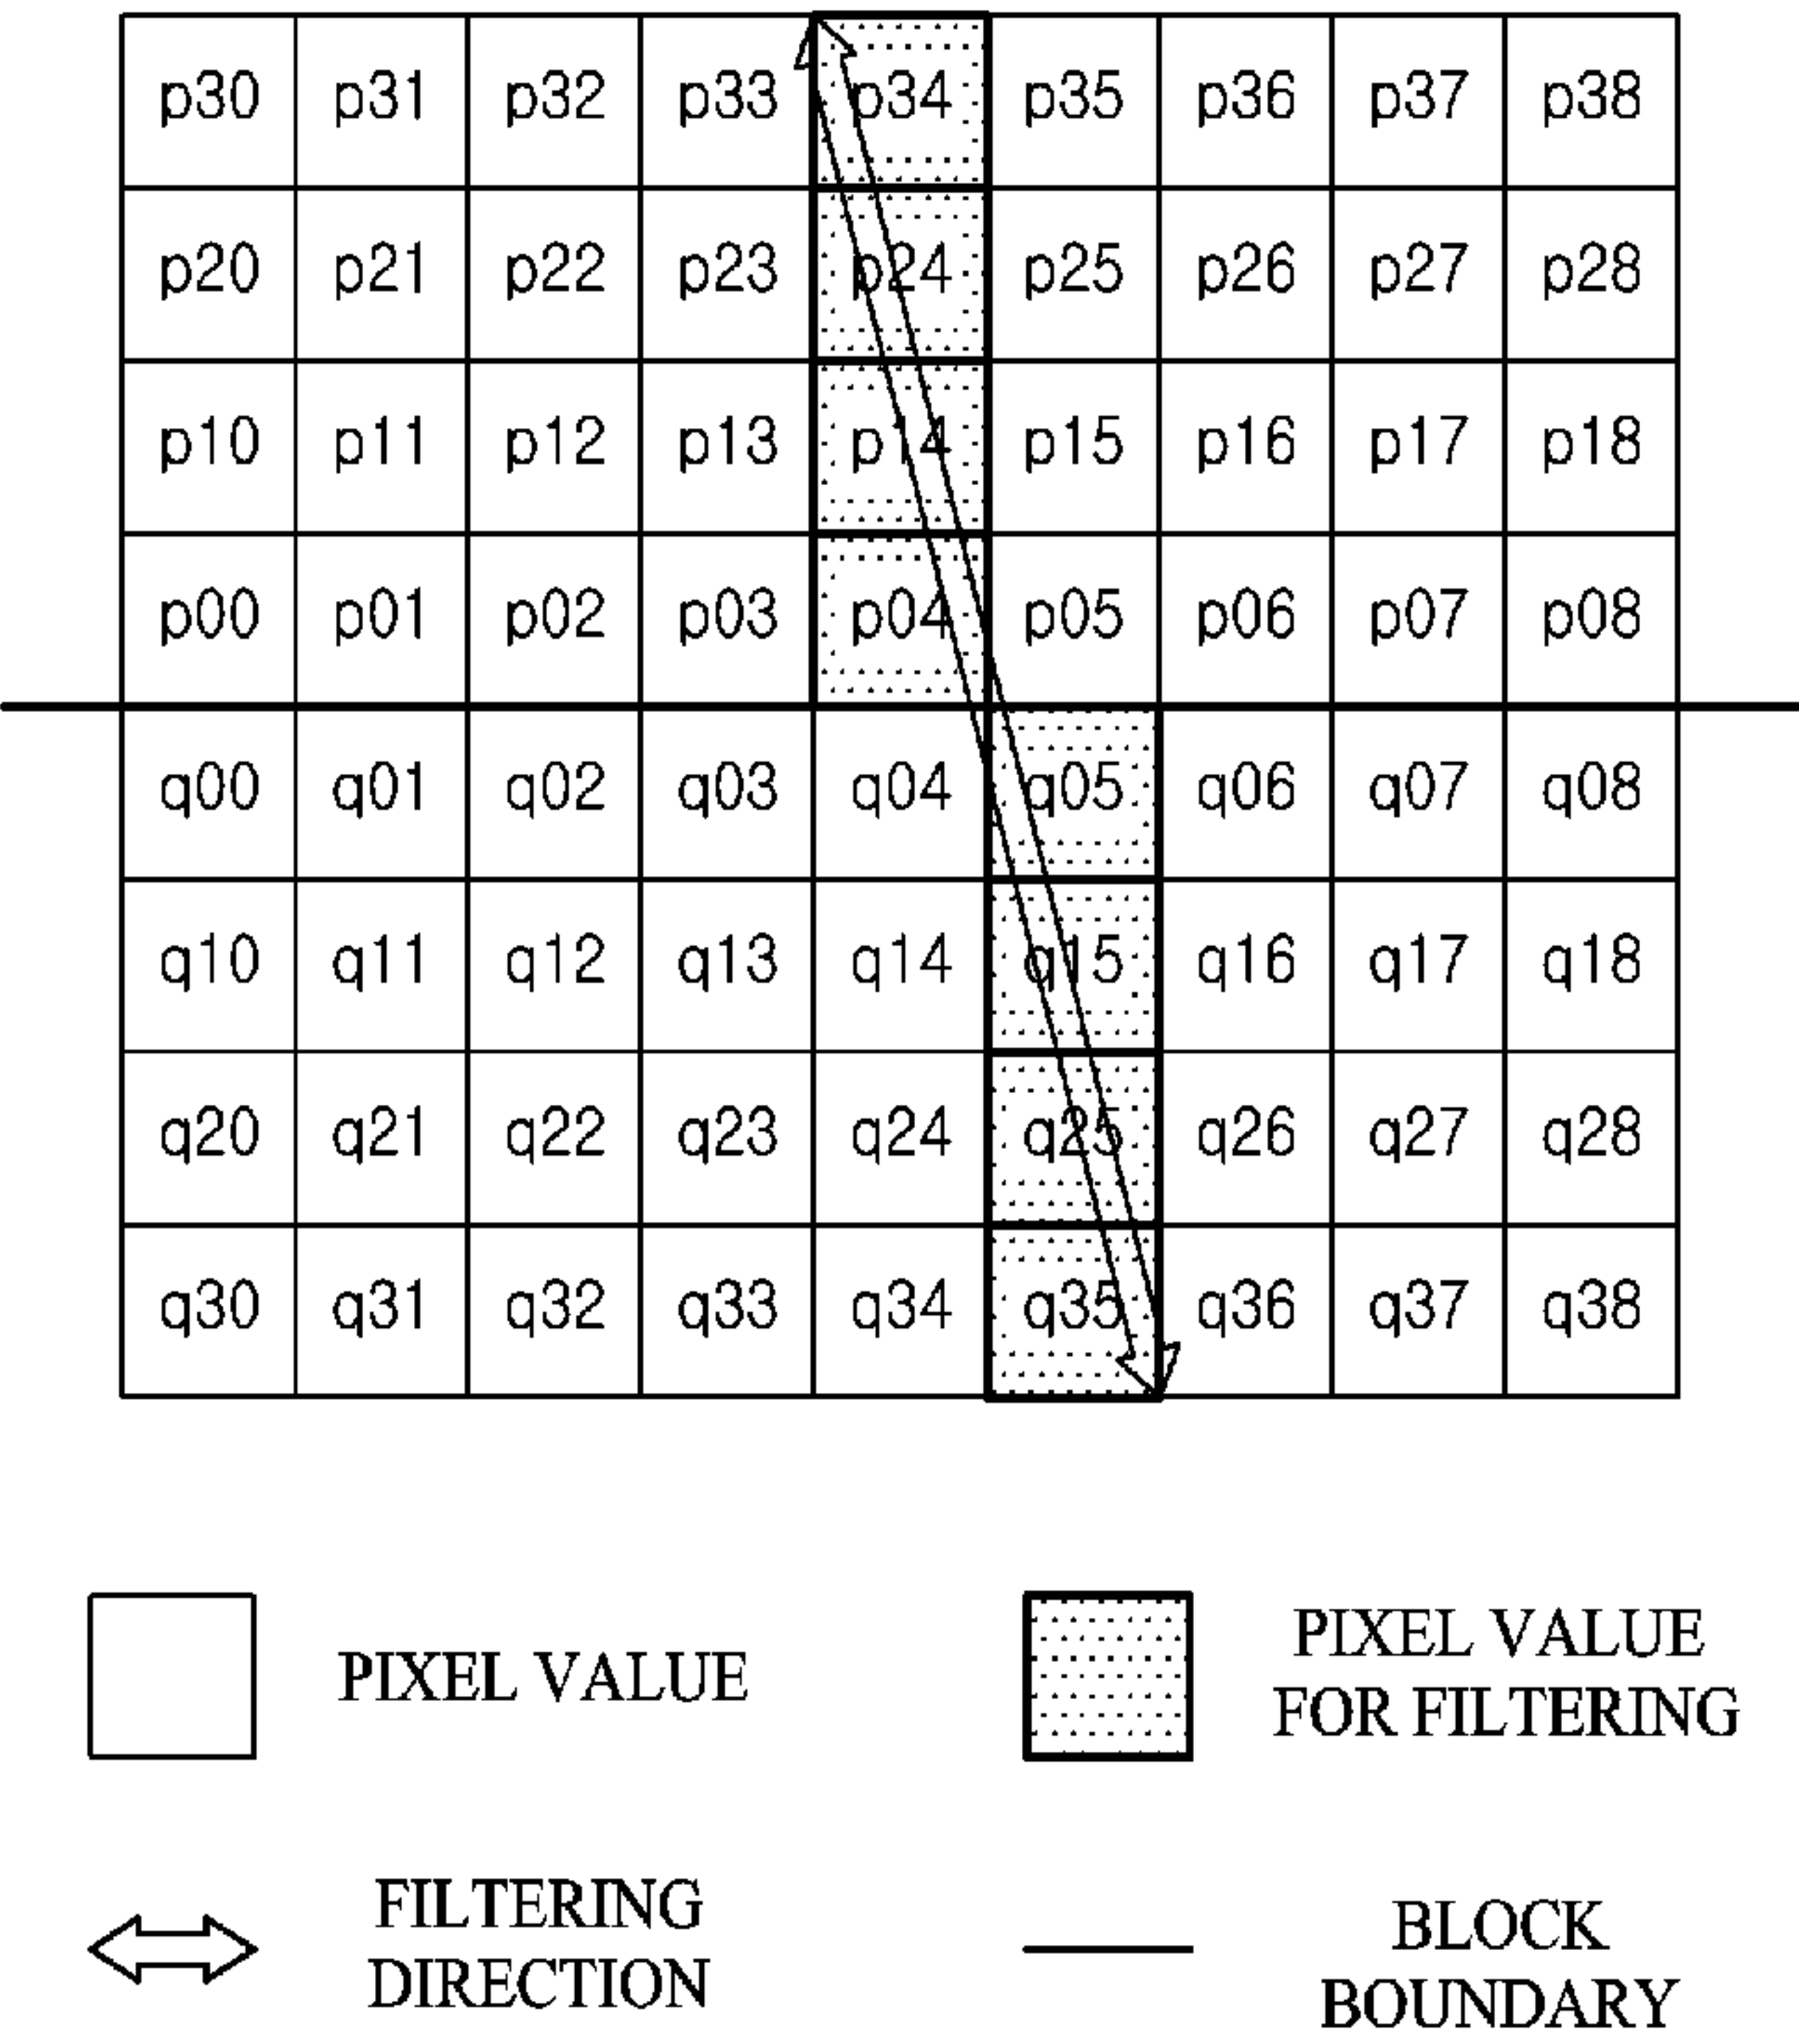 p30 p31 p32 p33 p34 p35 p36 p37 p38
p20 p21 p22 p23 p24 p25 p26 p27 p28
p10 p11 p12 p13 p14 p15 p16 p17 p18
p00 p01 p02 p03 p04 p05 p06 p07 p08
q00 q01 q02 q03 q04 q05 q06 q07 q08
q10 q11 q12 q13 q14 q15 q16 q17 q18
q20 q21 q22 q23 q24 q25 q26 q27 q28
q30 q31 q32 q33 q34 q35 q36 q37 q38
PIXEL VALUE
PIXEL VALUE
FOR FILTERING
FILTERING
DIRECTION
BLOCK
BOUNDARY